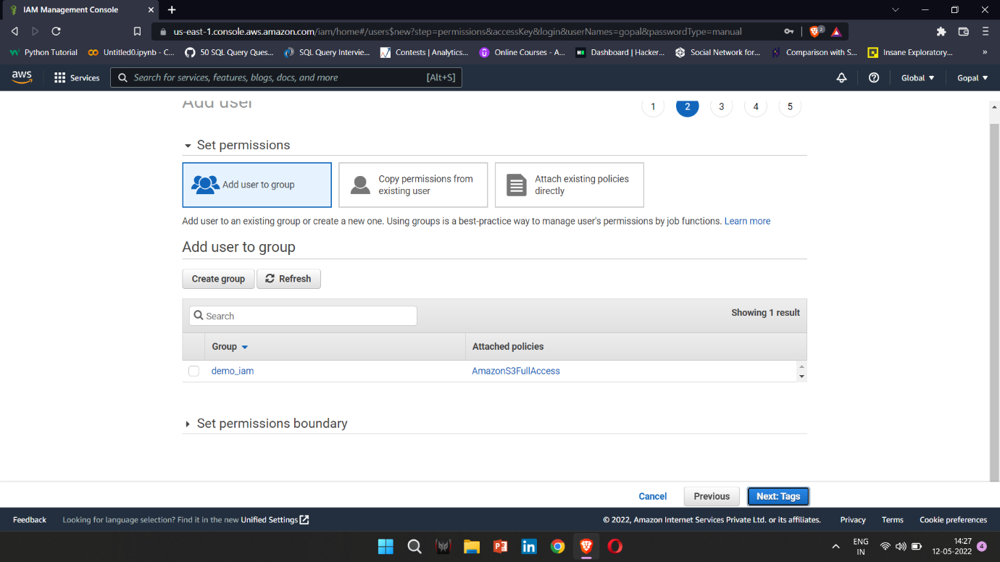 IAM Management Console
us-east-1.console.aws.amazon.com/iam/home#/users$new?step=permissions&accessKey&login&userNames=gopal&passwordType=manual
2
Python Tutorial
Untitled0.ipynb - C...
50 SQL Query Ques...
SQL Query Intervie...
Contests | Analytics...
Online Courses - A...
Dashboard | Hacker...
Social Network for...
Comparison with S...
Insane Exploratory...
»
aws
Services
Search for services, features, blogs, docs, and more
[Alt+S]
Global
Gopal
Add user
1
2
3
4
5
Set permissions
Add user to group
Copy permissions from
existing user
Attach existing policies
directly
Add user to an existing group or create a new one. Using groups is a best-practice way to manage user's permissions by job functions. Learn more
Add user to group
Create group
Refresh
Search
Showing 1 result
Group
Attached policies
demo_iam
AmazonS3FullAccess
Set permissions boundary
Cancel
Previous
Next: Tags
Feedback
Looking for language selection? Find it in the new Unified Settings
© 2022, Amazon Internet Services Private Ltd. or its affiliates.
Privacy
Terms
Cookie preferences
ENG
IN
14:27
12-05-2022
4